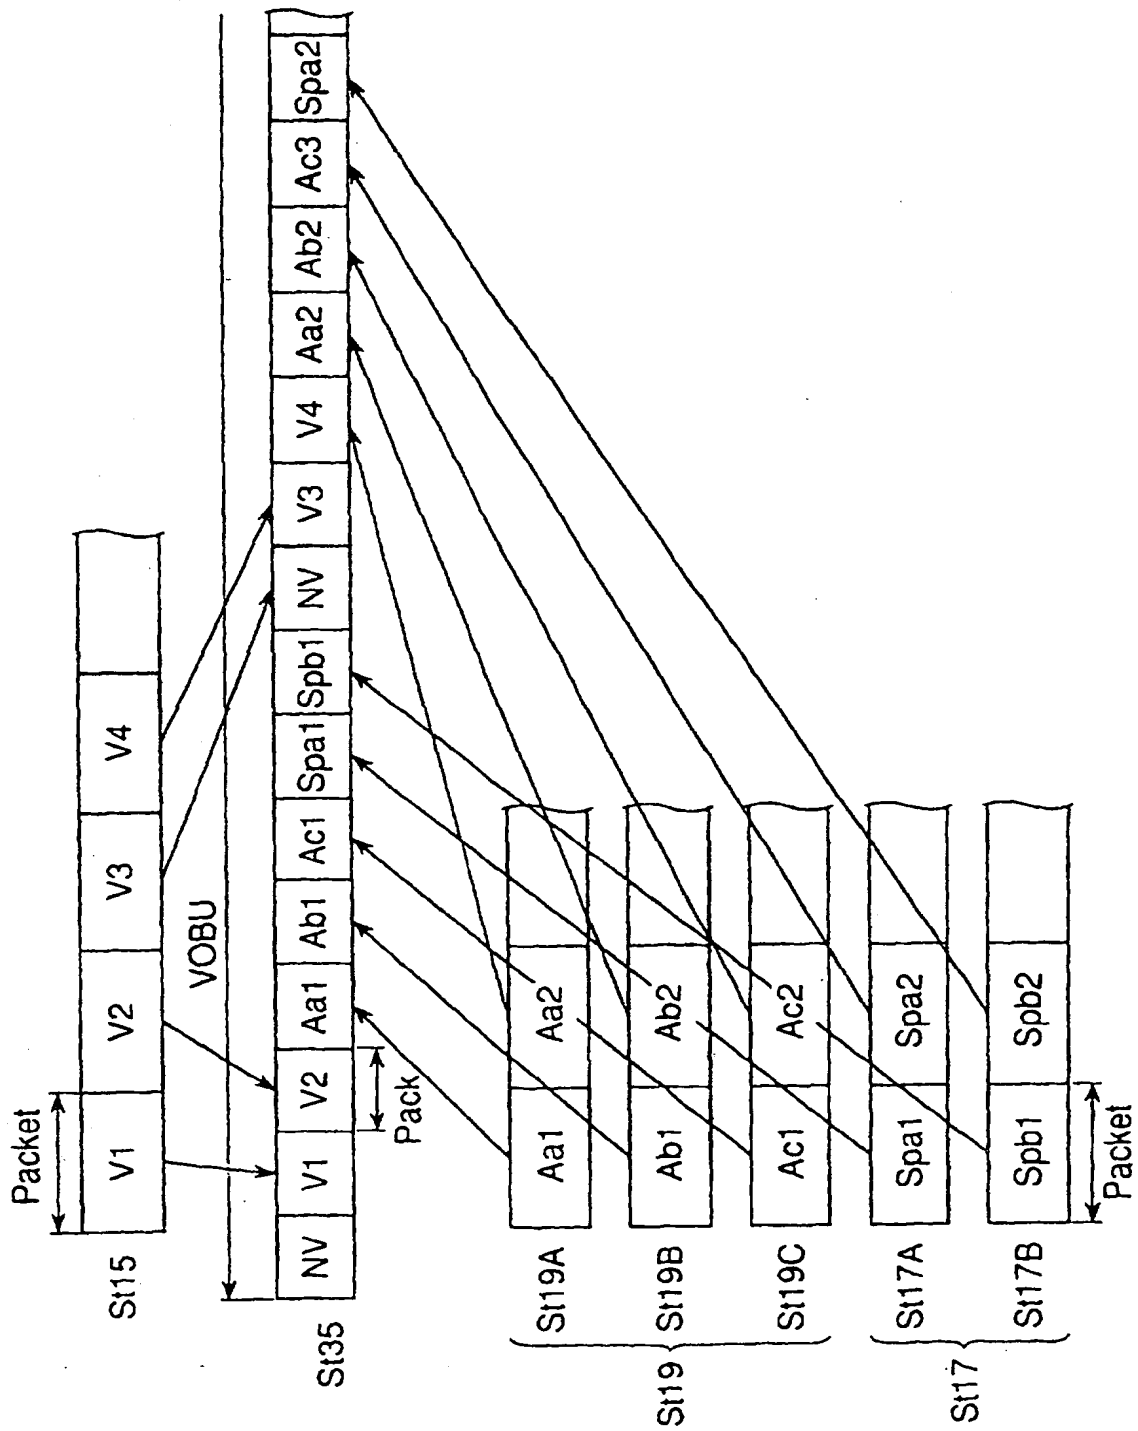 Packet
St15
V1
V2
V3
V4
VOBU
St35
NV
V1
V2
Aa1
Ab1
Ac1
Spa1
Spb1
NV
V3
V4
Aa2
Ab2
Ac3
Spa2
Pack
St19
St19A
Aa1
Aa2
St19B
Ab1
Ab2
St19C
Ac1
Ac2
St17
St17A
Spa1
Spa2
St17B
Spb1
Spb2
Packet